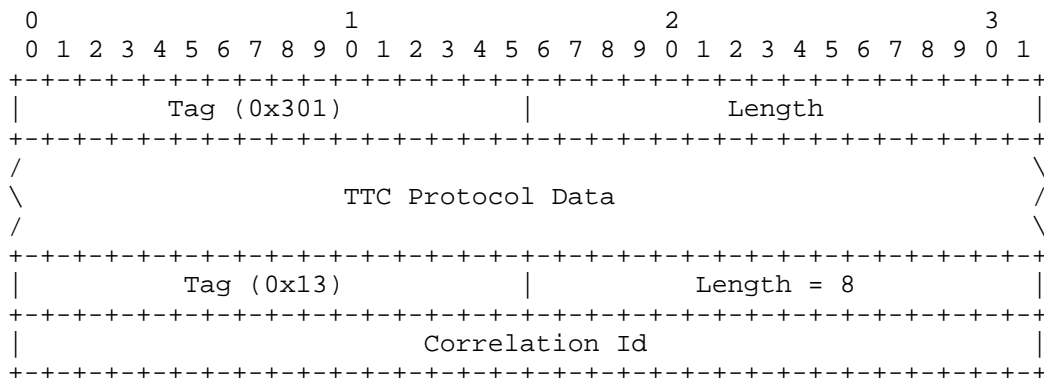 0                   1                   2                   3
0 1 2 3 4 5 6 7 8 9 0 1 2 3 4 5 6 7 8 9 0 1 2 3 4 5 6 7 8 9 0 1
+-+-+-+-+-+-+-+-+-+-+-+-+-+-+-+-+-+-+-+-+-+-+-+-+-+-+-+-+-+-+-+-+
|         Tag (0x301)           |            Length             |
+-+-+-+-+-+-+-+-+-+-+-+-+-+-+-+-+-+-+-+-+-+-+-+-+-+-+-+-+-+-+-+-+
/                                                               \
\                    TTC Protocol Data                          /
/                                                               \
+-+-+-+-+-+-+-+-+-+-+-+-+-+-+-+-+-+-+-+-+-+-+-+-+-+-+-+-+-+-+-+-+
|          Tag (0x13)           |          Length = 8           |
+-+-+-+-+-+-+-+-+-+-+-+-+-+-+-+-+-+-+-+-+-+-+-+-+-+-+-+-+-+-+-+-+
|                         Correlation Id                        |
+-+-+-+-+-+-+-+-+-+-+-+-+-+-+-+-+-+-+-+-+-+-+-+-+-+-+-+-+-+-+-+-+